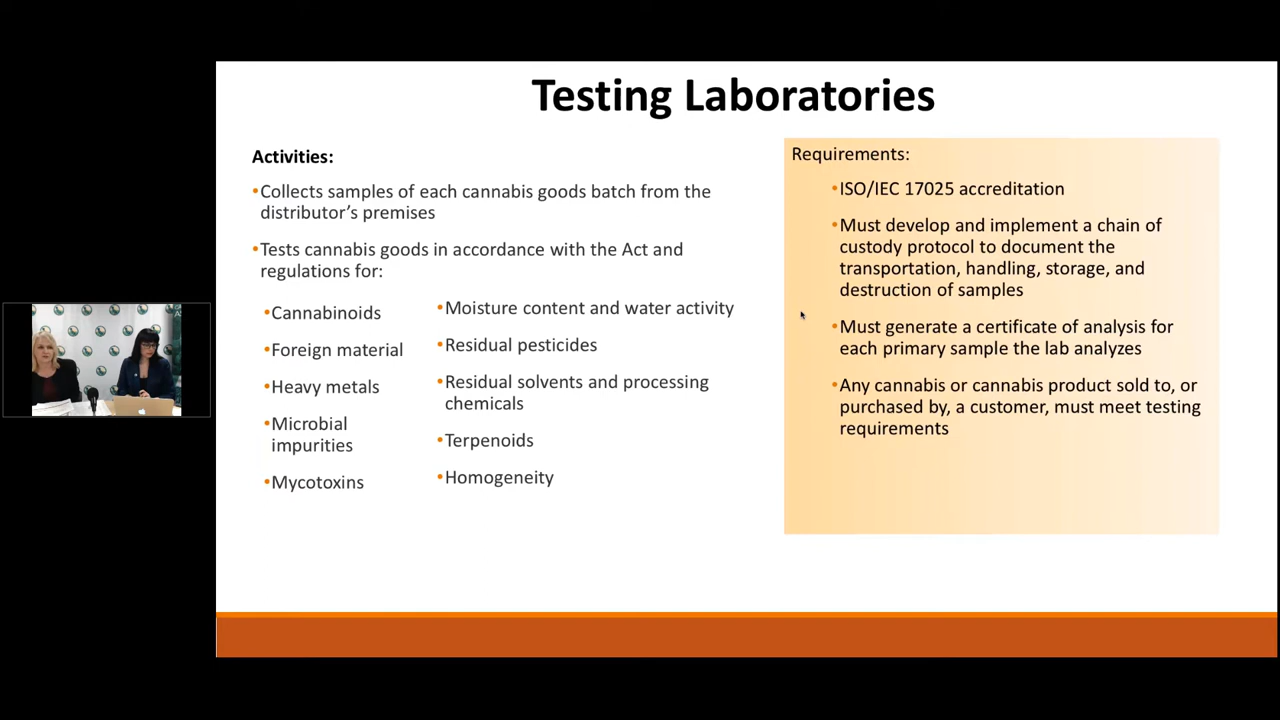 Testing Laboratories
Activities:
•Collects samples of each cannabis goods batch from the
distributor's premises
•Tests cannabis goods in accordance with the Act and
regulations for:
•Cannabinoids
•Foreign material
•Heavy metals
•Microbial
impurities
•Mycotoxins
•Moisture content and water activity
•Residual pesticides
•Residual solvents and processing
chemicals
•Terpenoids
•Homogeneity
Requirements:
•ISO/IEC 17025 accreditation
•Must develop and implement a chain of
custody protocol to document the
transportation, handling, storage, and
destruction of samples
•Must generate a certificate of analysis for
each primary sample the lab analyzes
•Any cannabis or cannabis product sold to, or
purchased by, a customer, must meet testing
requirements